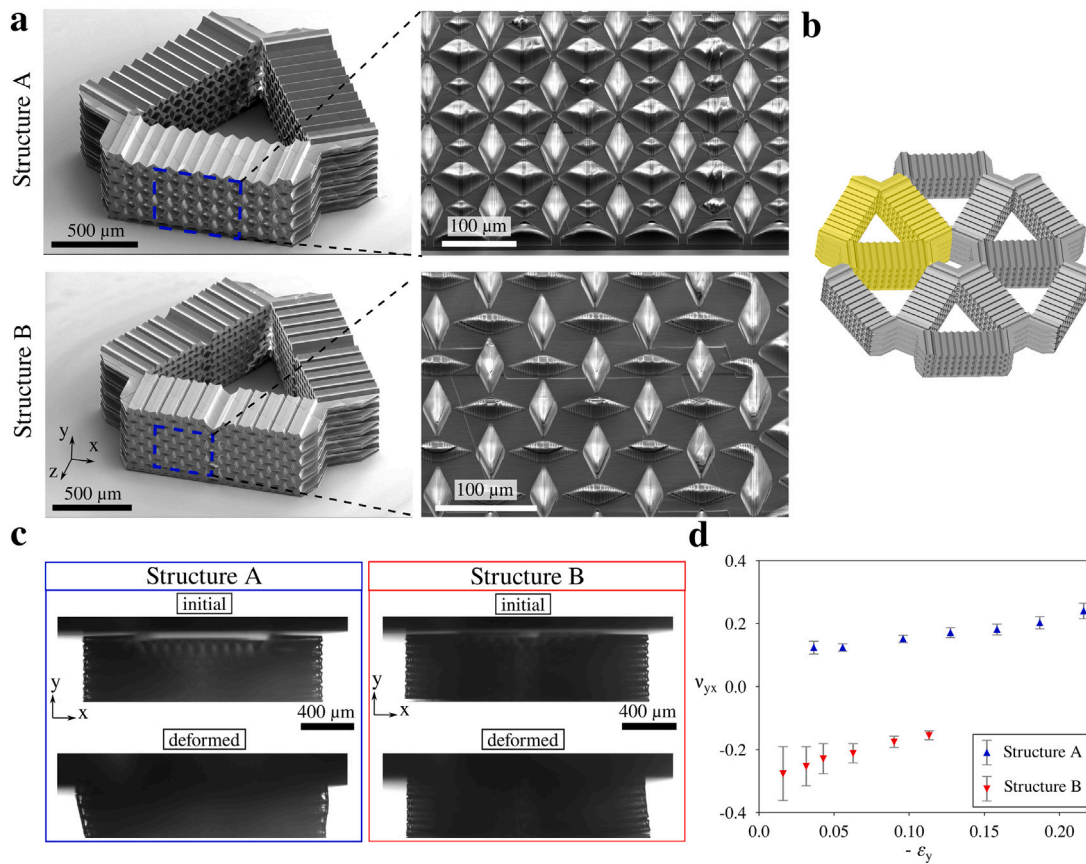 a
b
Structure A
500 µm
100 µm
Structure B
y
x
z
500 µm
100 µm
c
d
Structure A
Structure B
initial
initial
y
x
400 µm
y
x
400 µm
deformed
deformed
0.4
0.2
νyx
0.0
-0.2
-0.4
Structure A
Structure B
0.0
0.05
0.10
0.15
0.20
- εy